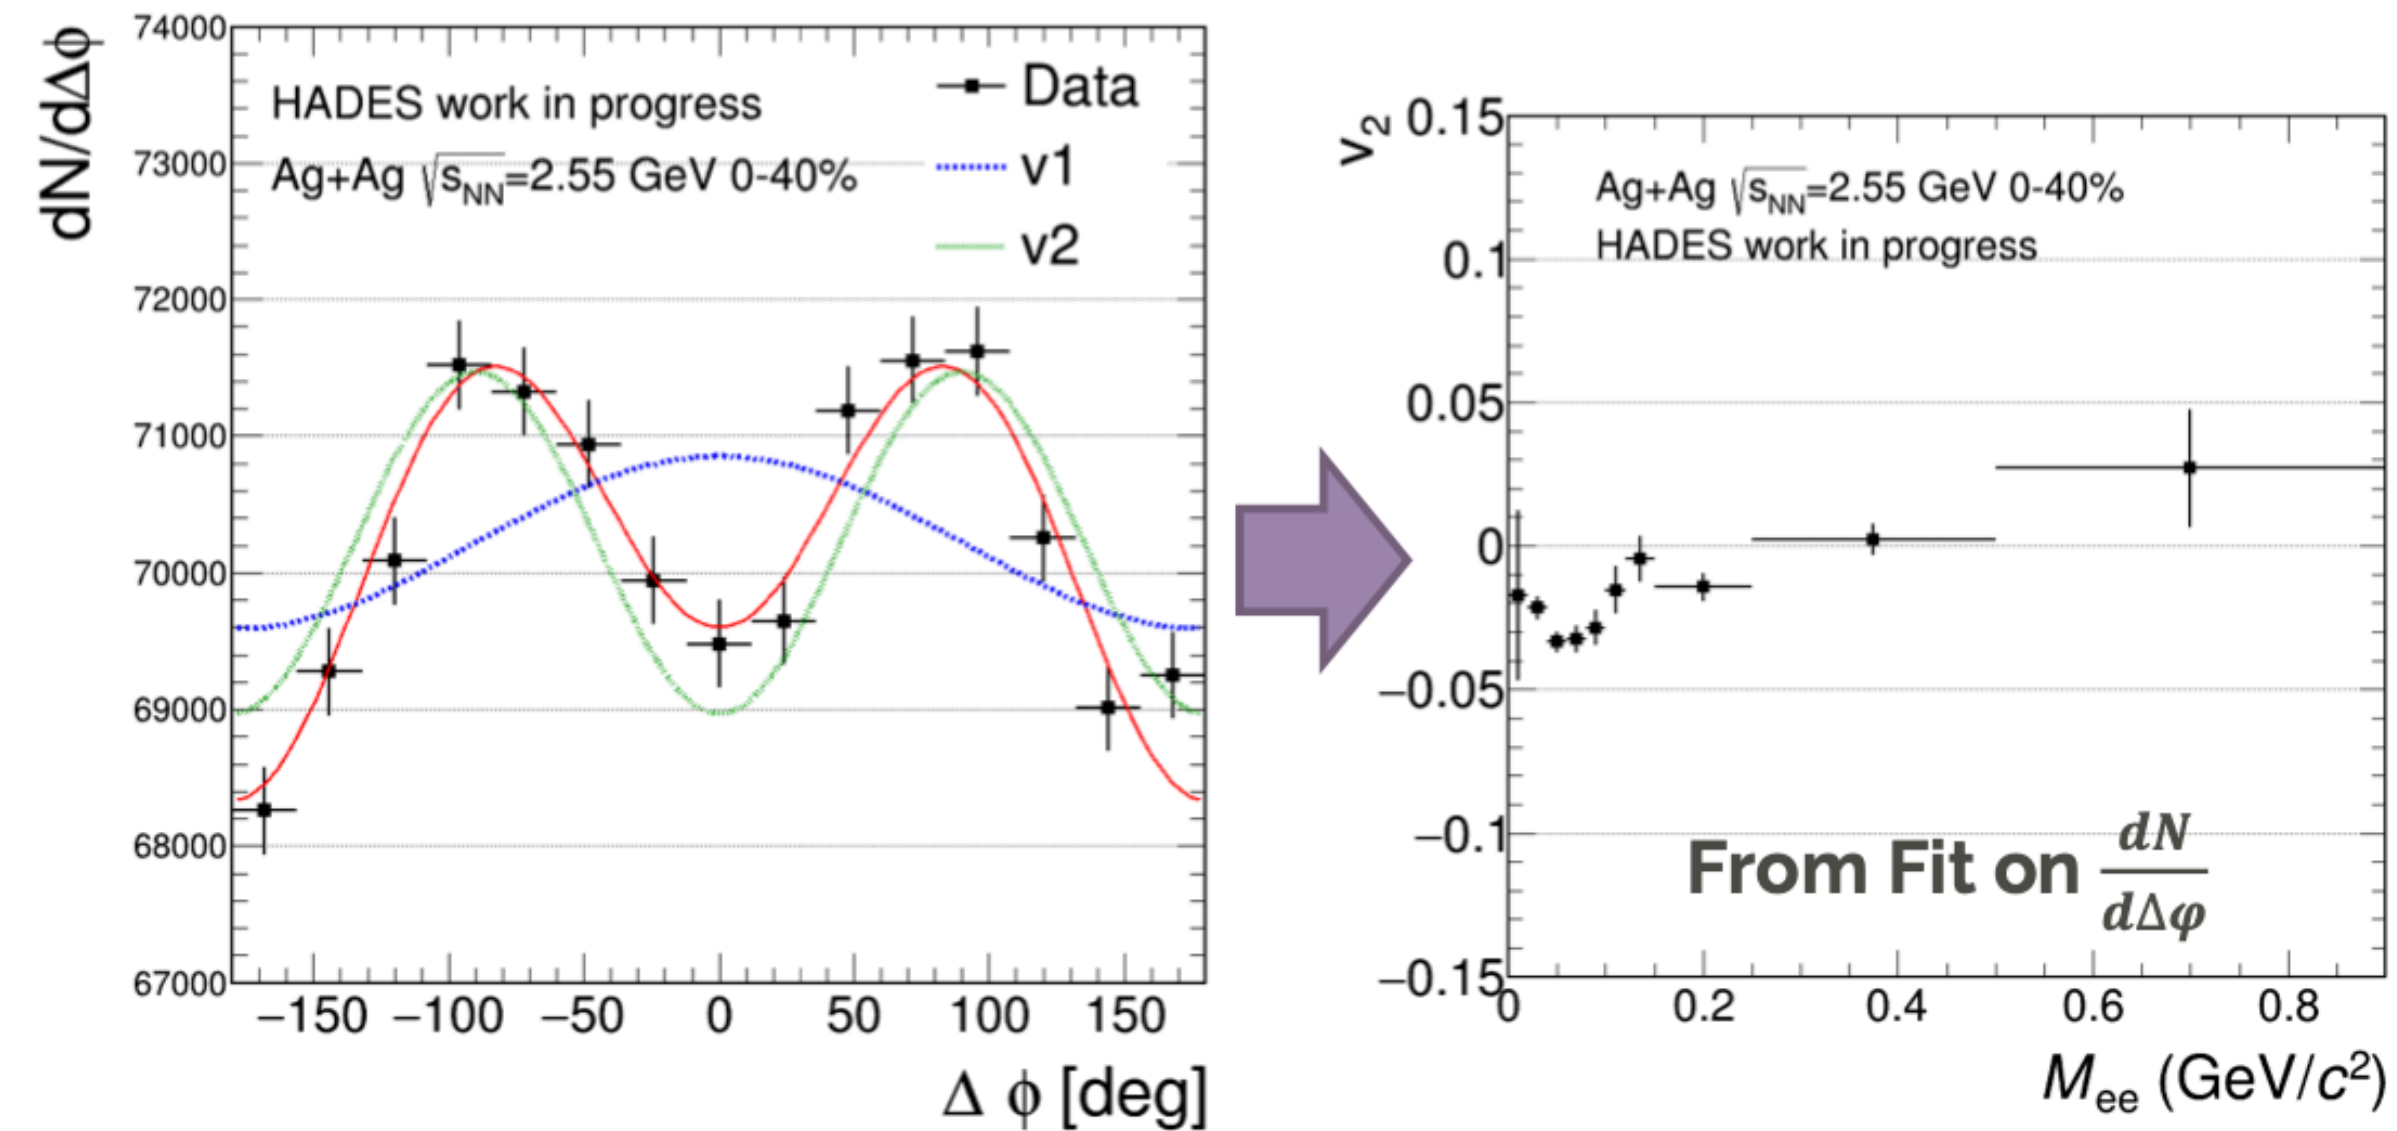 dN/dΔϕ
74000
73000
72000
71000
70000
69000
68000
67000
HADES work in progress
Ag+Ag √sNN=2.55 GeV 0-40%
Data
v1
v2
−150 −100 −50 0 50 100 150
Δ ϕ [deg]
v2
0.15
0.1
0.05
0
−0.05
−0.1
−0.15
Ag+Ag √sNN=2.55 GeV 0-40%
HADES work in progress
From Fit on dN/dΔφ
0 0.2 0.4 0.6 0.8
Mee (GeV/c²)